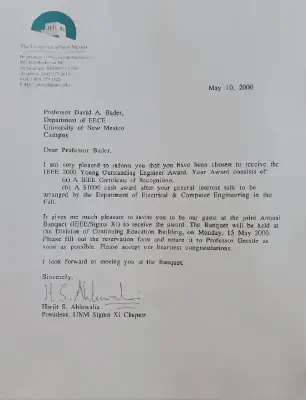 The University of New Mexico
May 10, 2000
Professor David A. Bader
Department of EECE
University of New Mexico
Campus
Dear Professor Bader,
I am very pleased to inform you that you have been chosen to receive the
IEEE 2000 Young Outstanding Engineer Award. Your Award consists of:
(a) A IEEE Certificate of Recognition.
(b) A $1000 cash award after your general interest talk to be
arranged by the Department of Electrical & Computer Engineering in the
Fall.
It gives me much pleasure to invite you to be our guest at the joint Annual
Banquet (IEEE/Sigma Xi) to receive the award. The Banquet will be held
at the Division of Continuing Education Building, on Monday, 15 May 2000.
Please fill out the reservation form and return it to Professor Gerstle as
soon as possible. Please accept our heartiest congratulations.
I look forward to meeting you at the Banquet.
Sincerely,
H. S. Ahluwalia
Harjit S. Ahluwalia
President, UNM Sigma Xi Chapter